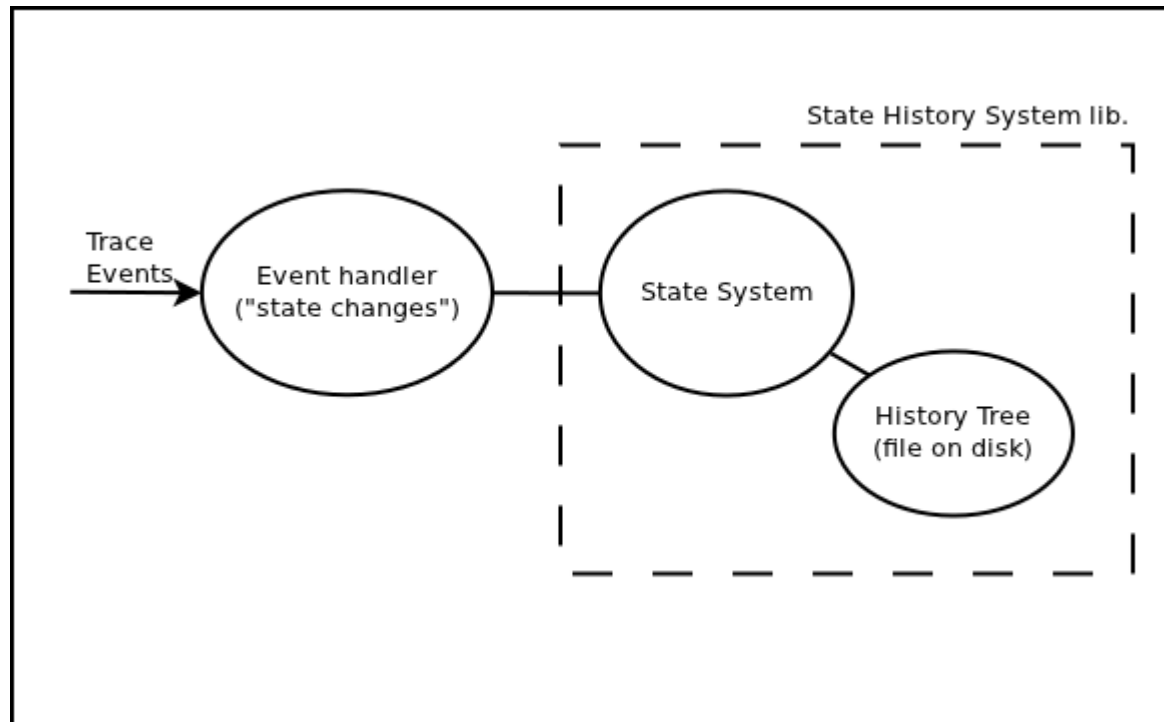 State History System lib.
Trace
Events
Event handler
("state changes")
State System
History Tree
(file on disk)